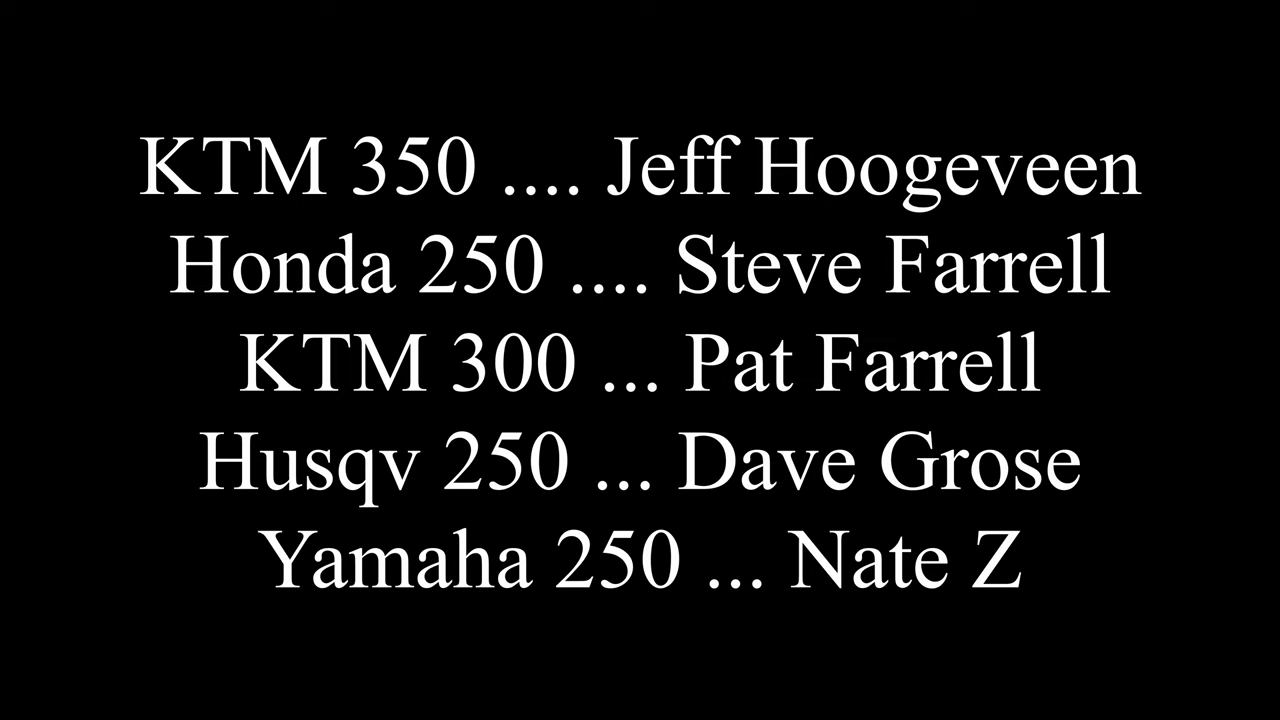 KTM 350 .... Jeff Hoogeveen
Honda 250 .... Steve Farrell
KTM 300 ... Pat Farrell
Husqv 250 ... Dave Grose
Yamaha 250 ... Nate Z